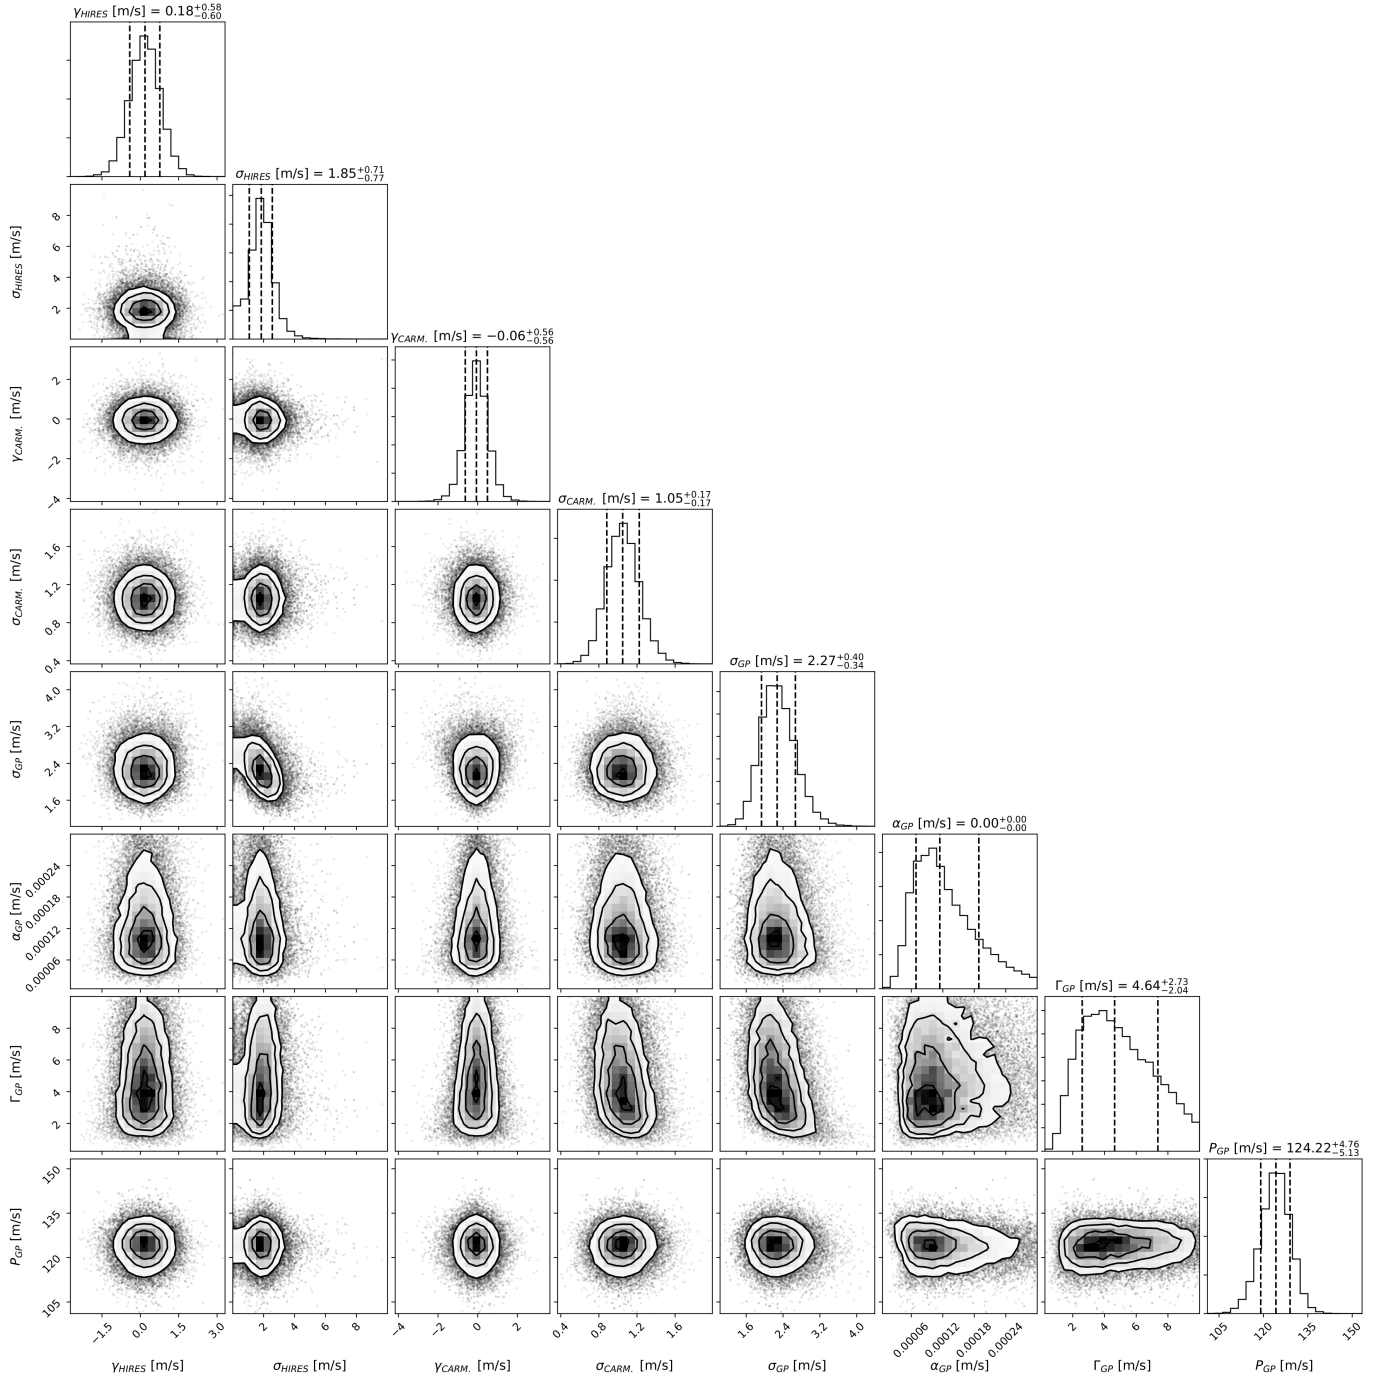 γ_HIRES [m/s] = 0.18^{+0.58}_{−0.60}
σ_HIRES [m/s] = 1.85^{+0.71}_{−0.77}
8
6
4
2
σ_HIRES [m/s]
γ_CARM. [m/s] = −0.06^{+0.56}_{−0.56}
2
0
−2
−4
γ_CARM. [m/s]
σ_CARM. [m/s] = 1.05^{+0.17}_{−0.17}
1.6
1.2
0.8
0.4
σ_CARM. [m/s]
σ_GP [m/s] = 2.27^{+0.40}_{−0.34}
4.0
3.2
2.4
1.6
σ_GP [m/s]
α_GP [m/s] = 0.00^{+0.00}_{−0.00}
0.00024
0.00018
0.00012
0.00006
α_GP [m/s]
Γ_GP [m/s] = 4.64^{+2.73}_{−2.04}
8
6
4
2
Γ_GP [m/s]
P_GP [m/s] = 124.22^{+4.76}_{−5.13}
150
135
120
105
P_GP [m/s]
−1.5 0.0 1.5 3.0
2 4 6 8
−4 −2 0 2
0.4 0.8 1.2 1.6
1.6 2.4 3.2 4.0
0.00006 0.00012 0.00018 0.00024
2 4 6 8
105 120 135 150
γ_HIRES [m/s]
σ_HIRES [m/s]
γ_CARM. [m/s]
σ_CARM. [m/s]
σ_GP [m/s]
α_GP [m/s]
Γ_GP [m/s]
P_GP [m/s]